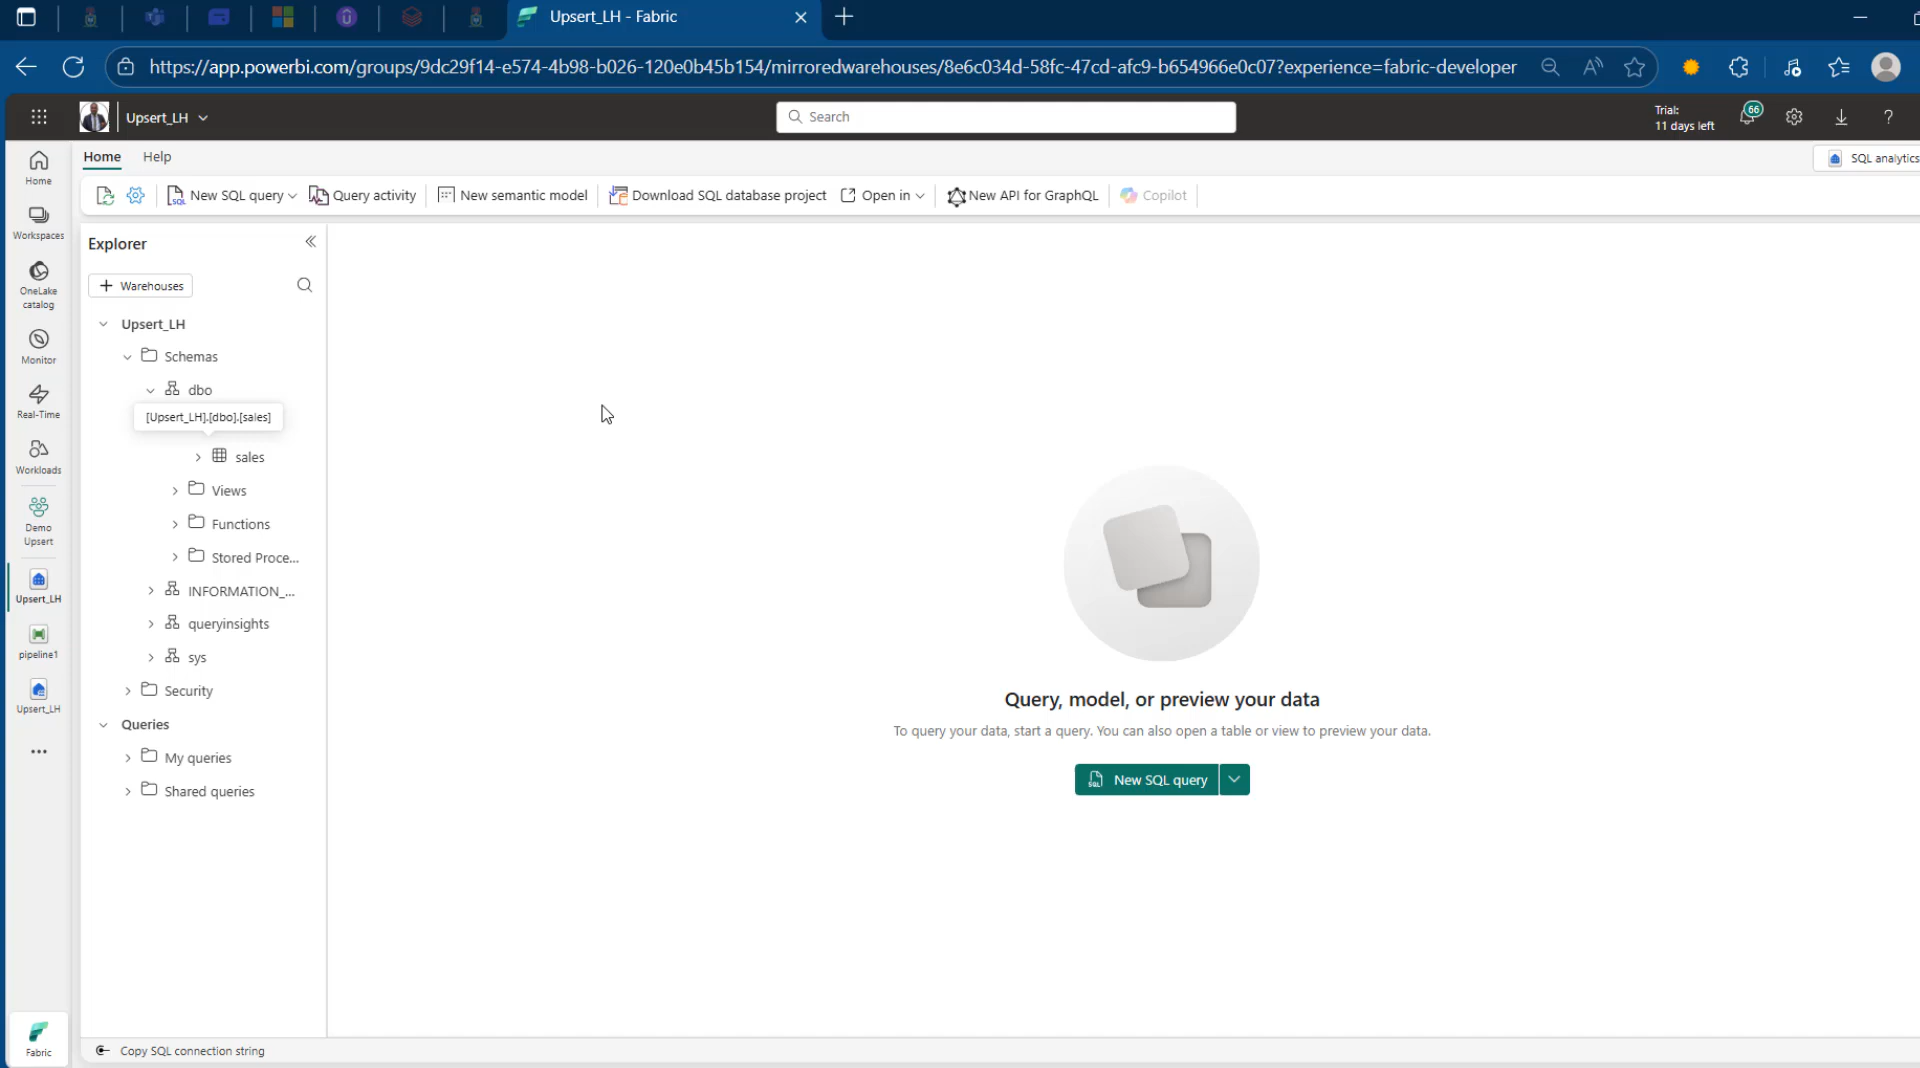 Upsert_LH - Fabric
https://app.powerbi.com/groups/9dc29f14-e574-4b98-b026-120e0b45b154/mirroredwarehouses/8e6c034d-58fc-47cd-afc9-b654966e0c07?experience=fabric-developer
Upsert_LH
Search
Trial:
11 days left
66
Home
Help
SQL analytics
New SQL query
Query activity
New semantic model
Download SQL database project
Open in
New API for GraphQL
Copilot
Home
Workspaces
OneLake
catalog
Monitor
Real-Time
Workloads
Demo
Upsert
Upsert_LH
pipeline1
Upsert_LH
Fabric
Explorer
Warehouses
Upsert_LH
Schemas
dbo
[Upsert_LH].[dbo].[sales]
sales
Views
Functions
Stored Proce...
INFORMATION_...
queryinsights
sys
Security
Queries
My queries
Shared queries
Query, model, or preview your data
To query your data, start a query. You can also open a table or view to preview your data.
New SQL query
Copy SQL connection string